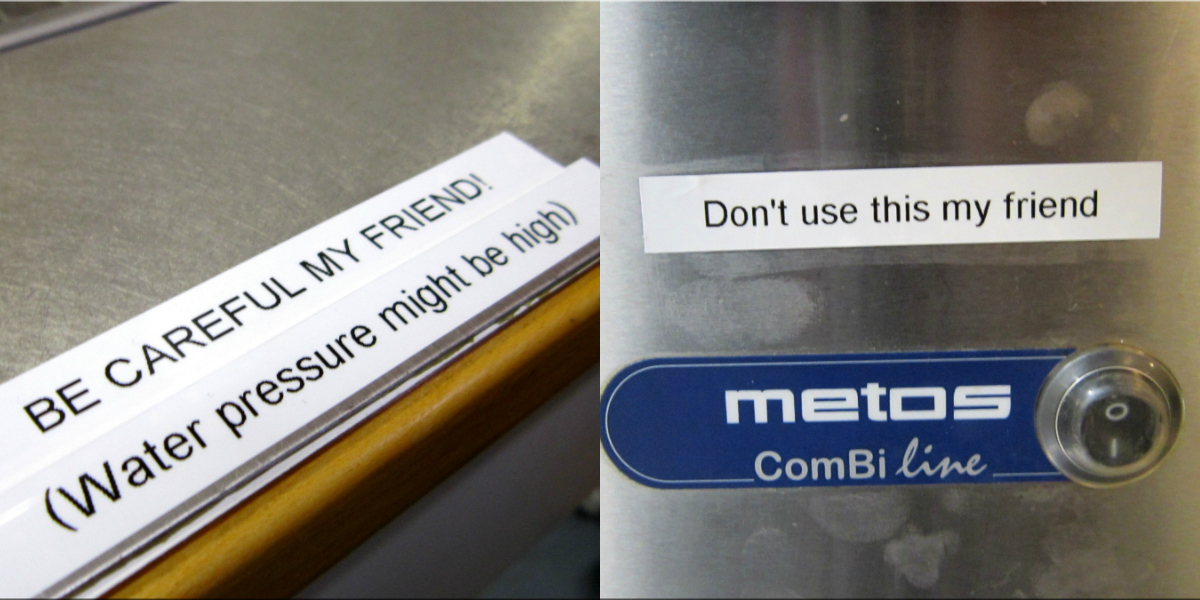 BE CAREFUL MY FRIEND!
(Water pressure might be high)
Don't use this my friend
metos
ComBi line